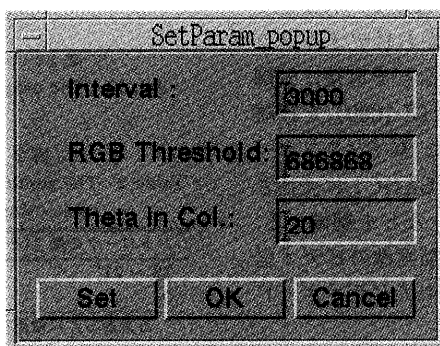 SetParam_popup
Interval : 3000
RGB Threshold: 686868
Theta in Col.: 20
Set OK Cancel